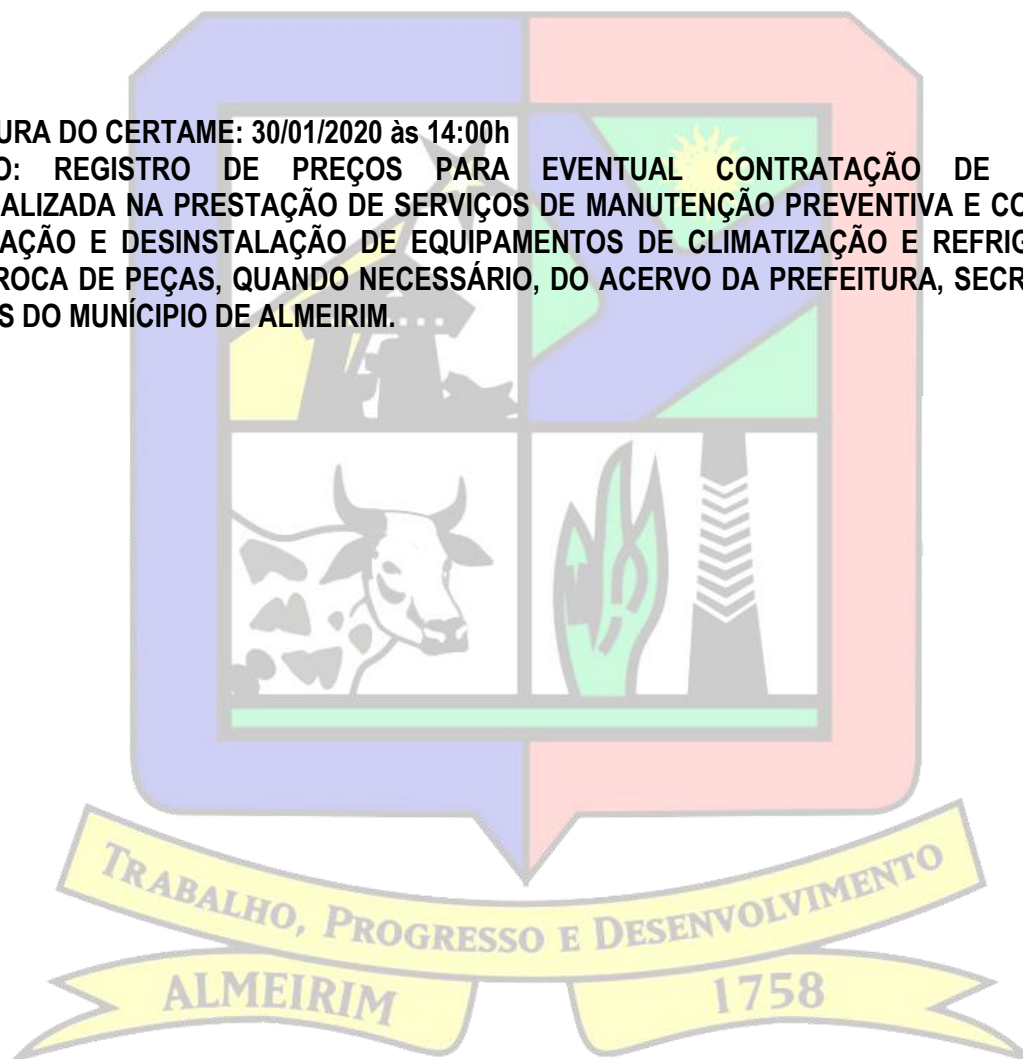 URA DO CERTAME: 30/01/2020 às 14:00h
O: REGISTRO DE PREÇOS PARA EVENTUAL CONTRATAÇÃO DE
ALIZADA NA PRESTAÇÃO DE SERVIÇOS DE MANUTENÇÃO PREVENTIVA E CO
AÇÃO E DESINSTALAÇÃO DE EQUIPAMENTOS DE CLIMATIZAÇÃO E REFRIG
ROCA DE PEÇAS, QUANDO NECESSÁRIO, DO ACERVO DA PREFEITURA, SECR
S DO MUNÍCIPIO DE ALMEIRIM.
TRABALHO, PROGRESSO E DESENVOLVIMENTO
ALMEIRIM 1758